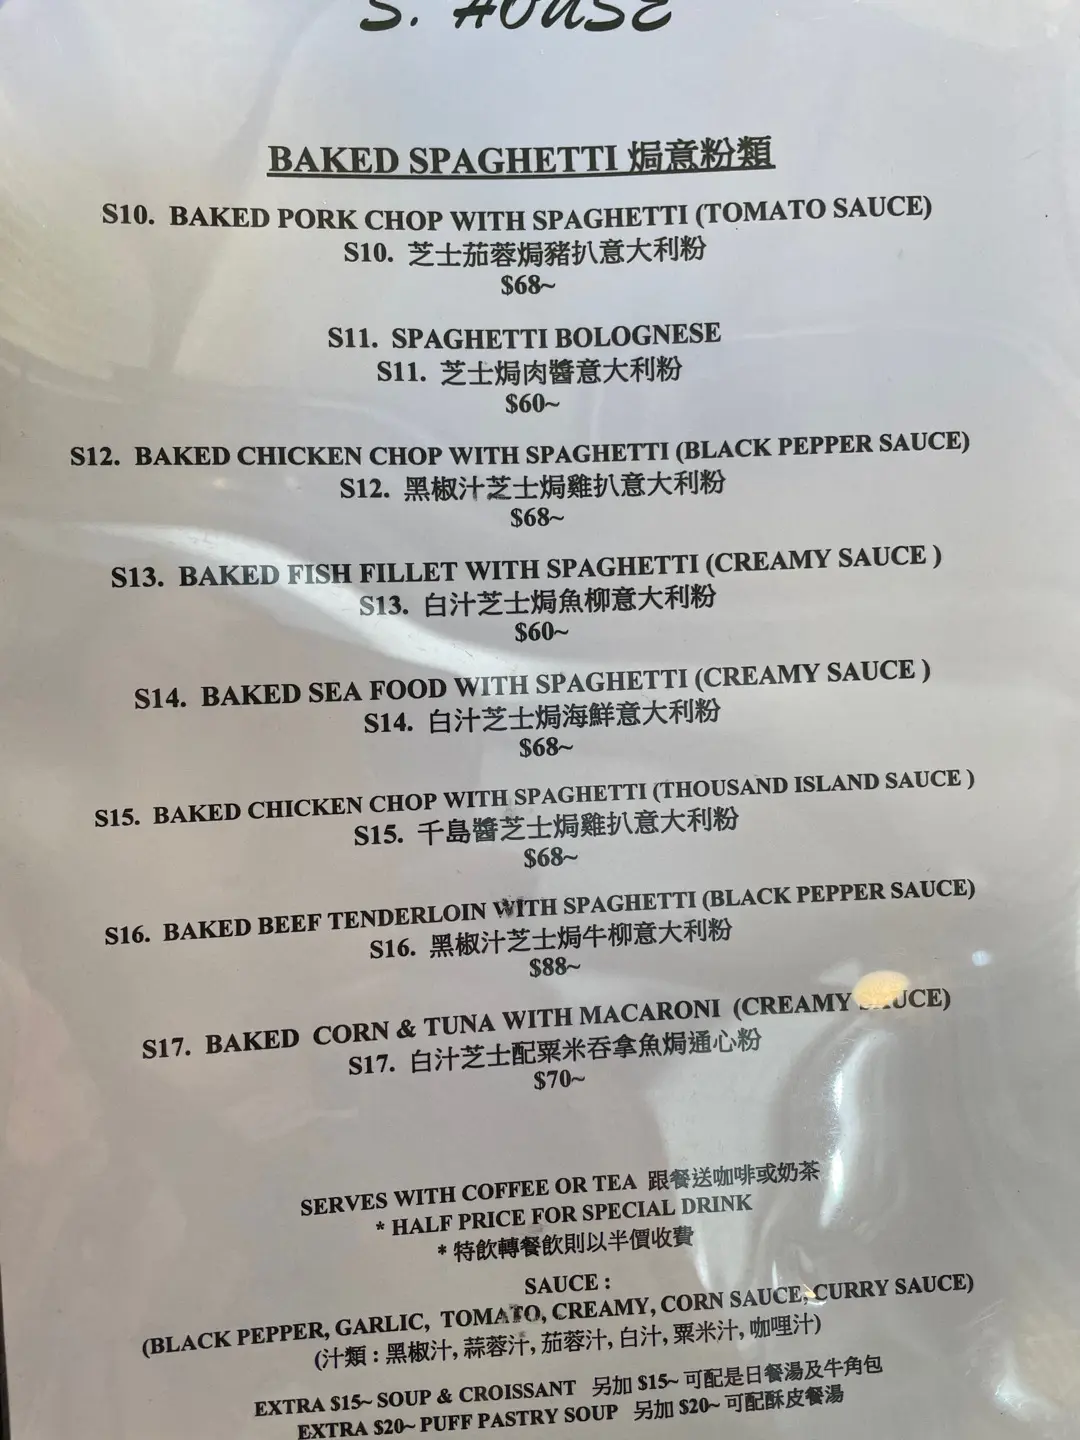 S. HOUSE
BAKED SPAGHETTI 焗意粉類
S10. BAKED PORK CHOP WITH SPAGHETTI (TOMATO SAUCE)
S10. 芝士茄蓉焗豬扒意大利粉
$68~
S11. SPAGHETTI BOLOGNESE
S11. 芝士焗肉醬意大利粉
$60~
S12. BAKED CHICKEN CHOP WITH SPAGHETTI (BLACK PEPPER SAUCE)
S12. 黑椒汁芝士焗雞扒意大利粉
$68~
S13. BAKED FISH FILLET WITH SPAGHETTI (CREAMY SAUCE )
S13. 白汁芝士焗魚柳意大利粉
$60~
S14. BAKED SEA FOOD WITH SPAGHETTI (CREAMY SAUCE )
S14. 白汁芝士焗海鮮意大利粉
$68~
S15. BAKED CHICKEN CHOP WITH SPAGHETTI (THOUSAND ISLAND SAUCE )
S15. 千島醬芝士焗雞扒意大利粉
$68~
S16. BAKED BEEF TENDERLOIN WITH SPAGHETTI (BLACK PEPPER SAUCE)
S16. 黑椒汁芝士焗牛柳意大利粉
$88~
S17. BAKED CORN & TUNA WITH MACARONI (CREAMY SAUCE)
S17. 白汁芝士配粟米吞拿魚焗通心粉
$70~
SERVES WITH COFFEE OR TEA 跟餐送咖啡或奶茶
* HALF PRICE FOR SPECIAL DRINK
* 特飲轉餐飲則以半價收費
SAUCE :
(BLACK PEPPER, GARLIC, TOMATO, CREAMY, CORN SAUCE, CURRY SAUCE)
(汁類 : 黑椒汁, 蒜蓉汁, 茄蓉汁, 白汁, 粟米汁, 咖哩汁)
EXTRA $15~ SOUP & CROISSANT 另加 $15~ 可配是日餐湯及牛角包
EXTRA $20~ PUFF PASTRY SOUP 另加 $20~ 可配酥皮餐湯